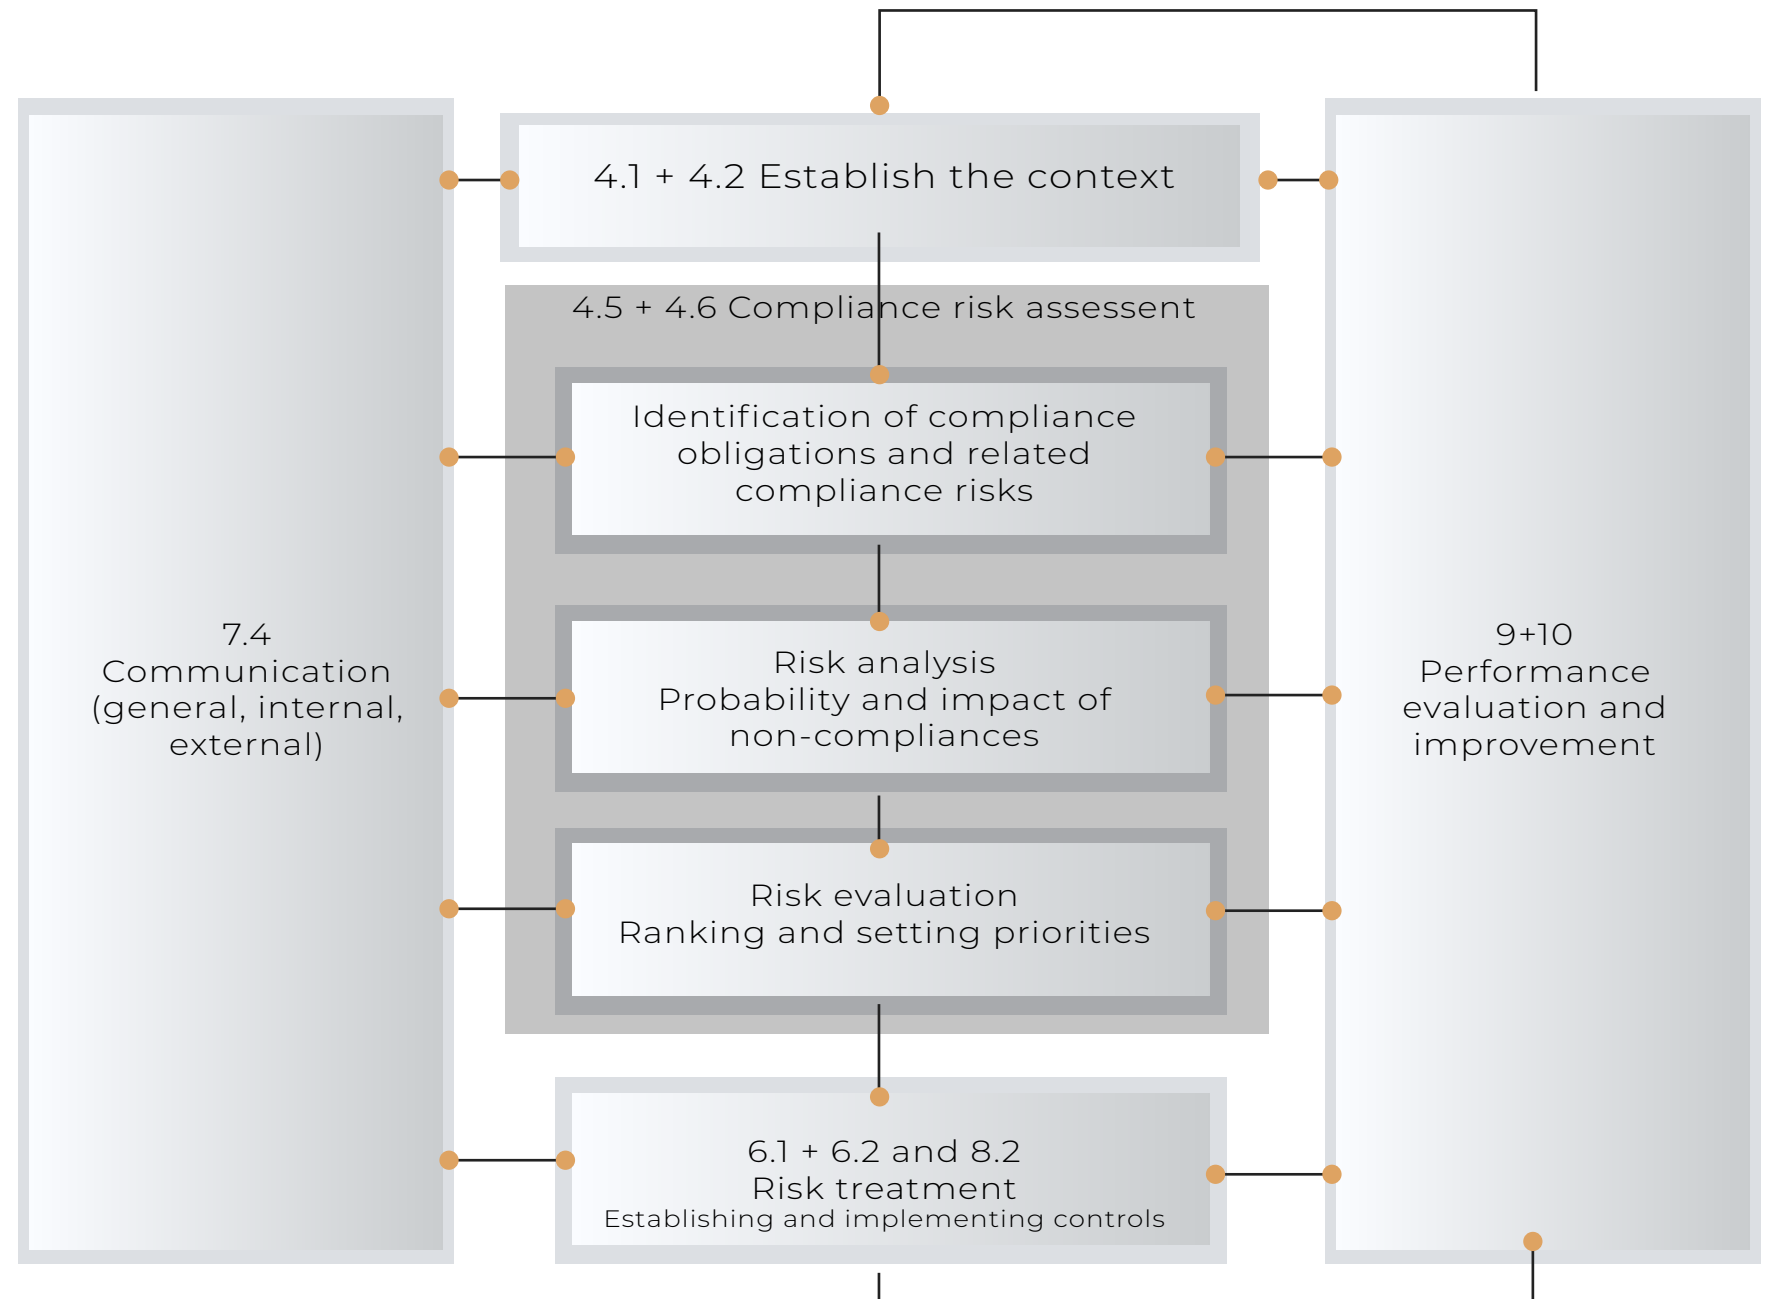 4.1 + 4.2 Establish the context
4.5 + 4.6 Compliance risk assessent
Identification of compliance
obligations and related
compliance risks
7.4
Communication
(general, internal,
external)
Risk analysis
Probability and impact of
non-compliances
9+10
Performance
evaluation and
improvement
Risk evaluation
Ranking and setting priorities
6.1 + 6.2 and 8.2
Risk treatment
Establishing and implementing controls